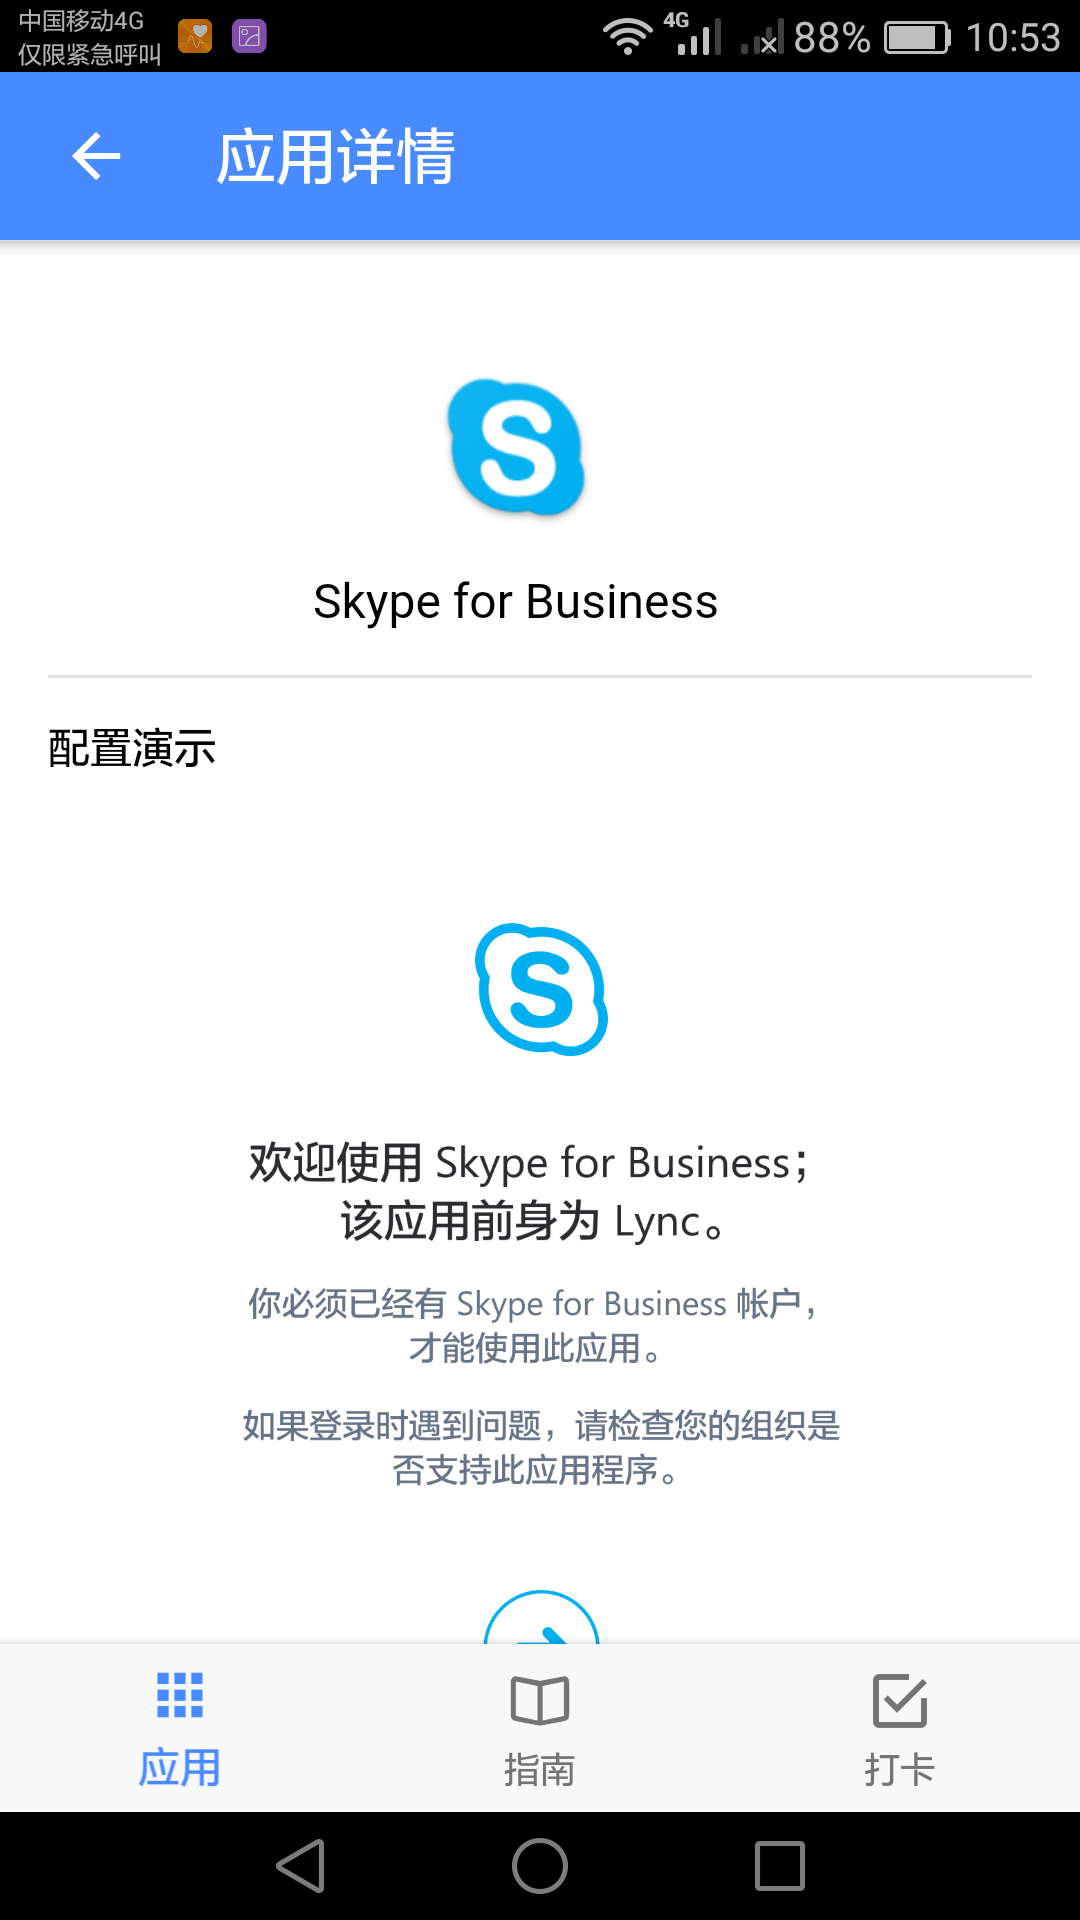 中国移动4G
仅限紧急呼叫
4G
88%
10:53
应用详情
Skype for Business
配置演示
欢迎使用 Skype for Business；
该应用前身为 Lync。
你必须已经有 Skype for Business 帐户，
才能使用此应用。
如果登录时遇到问题，请检查您的组织是
否支持此应用程序。
应用
指南
打卡